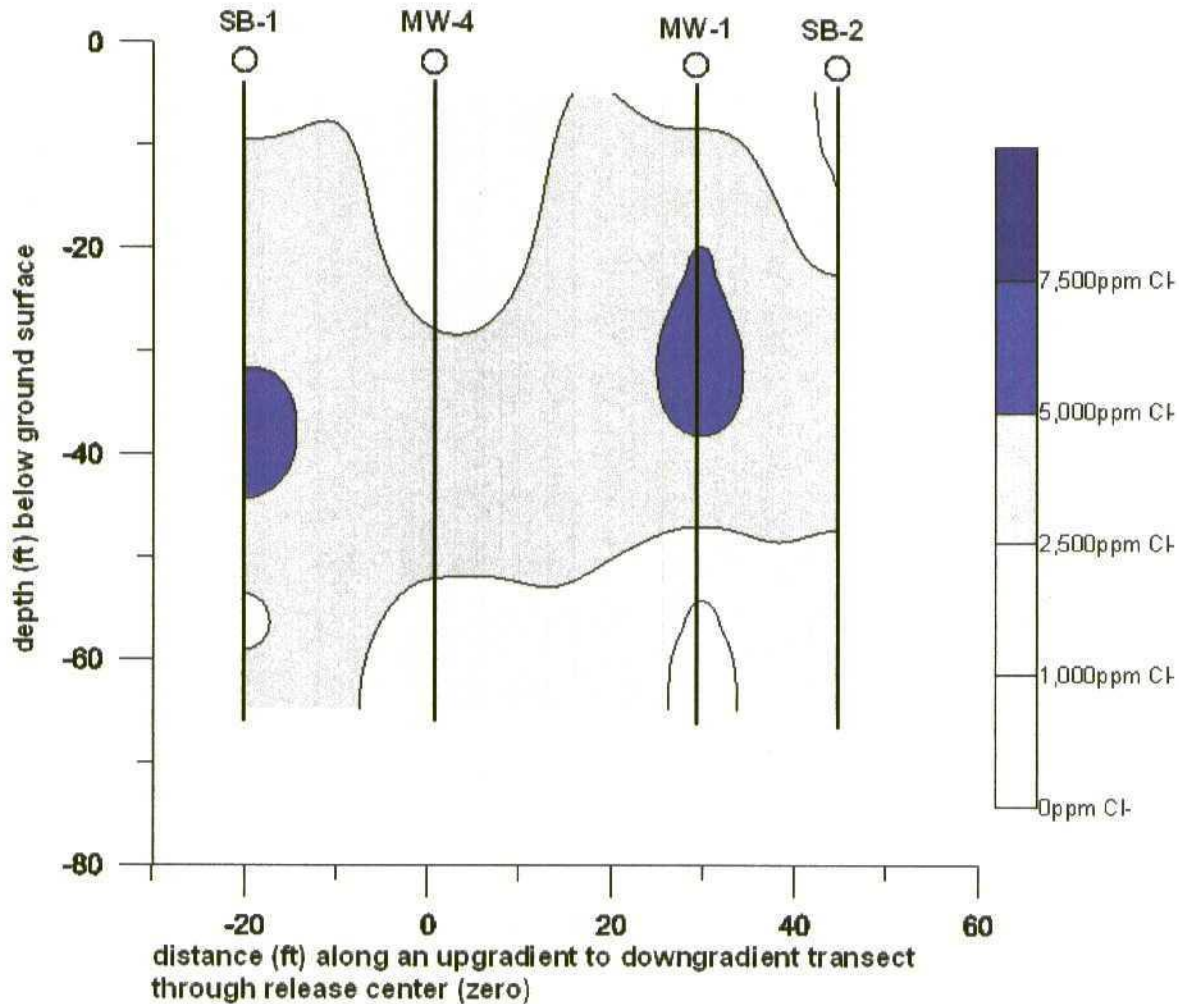 SB-1 MW-4 MW-1 SB-2
0
-20
-40
-60
-80
depth (ft) below ground surface
-20 0 20 40 60
distance (ft) along an upgradient to downgradient transect
through release center (zero)
7,500ppm Cl-
5,000ppm Cl-
2,500ppm Cl-
1,000ppm Cl-
0ppm Cl-